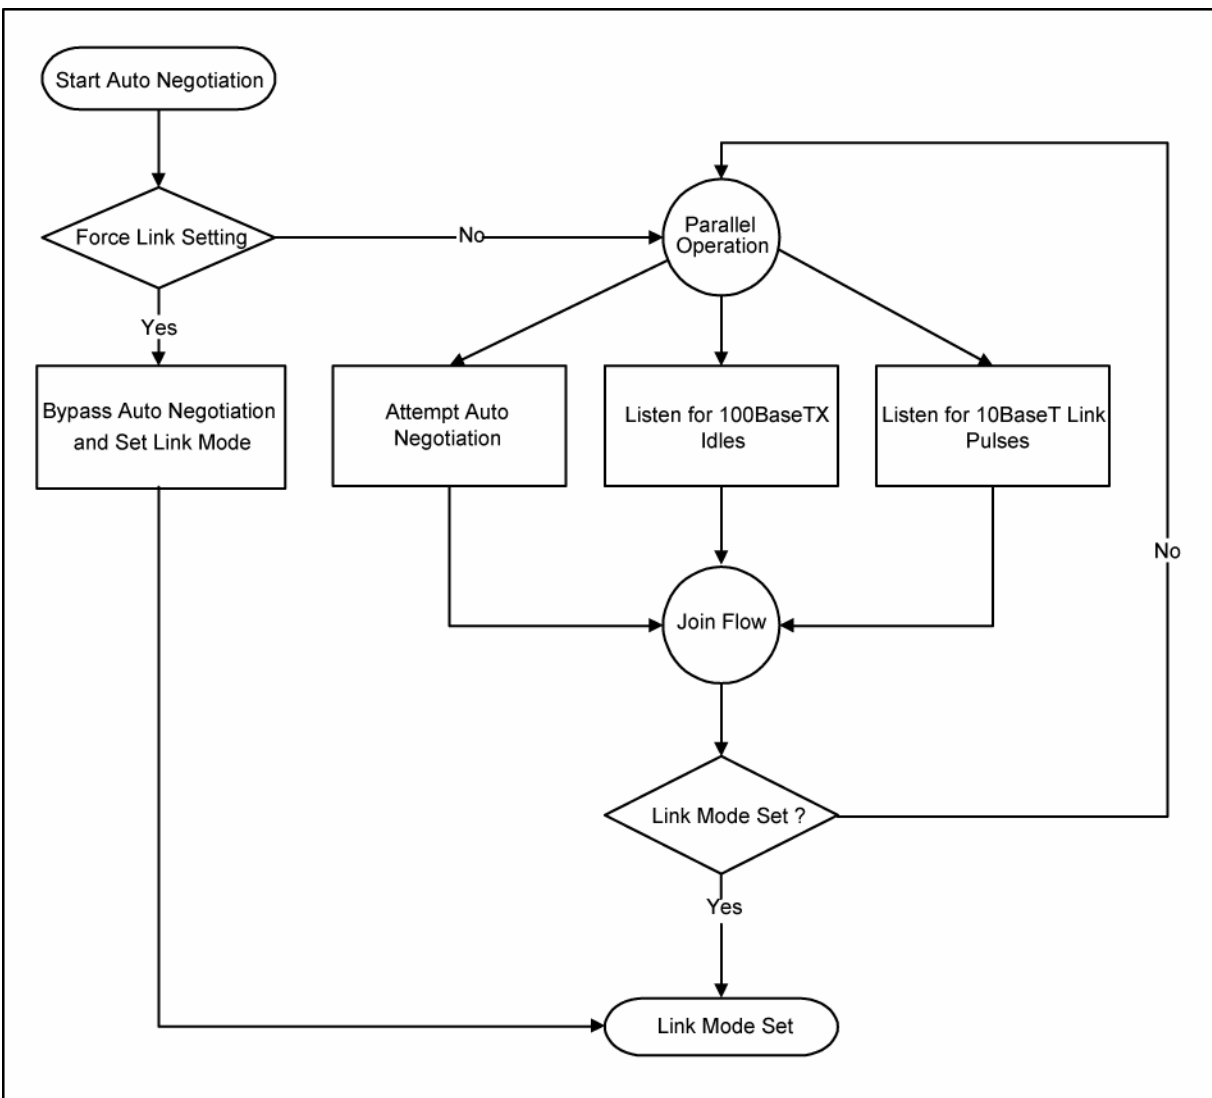 Start Auto Negotiation
Force Link Setting
No
Parallel
Operation
Yes
Bypass Auto Negotiation
and Set Link Mode
Attempt Auto
Negotiation
Listen for 100BaseTX
Idles
Listen for 10BaseT Link
Pulses
No
Join Flow
Link Mode Set ?
Yes
Link Mode Set